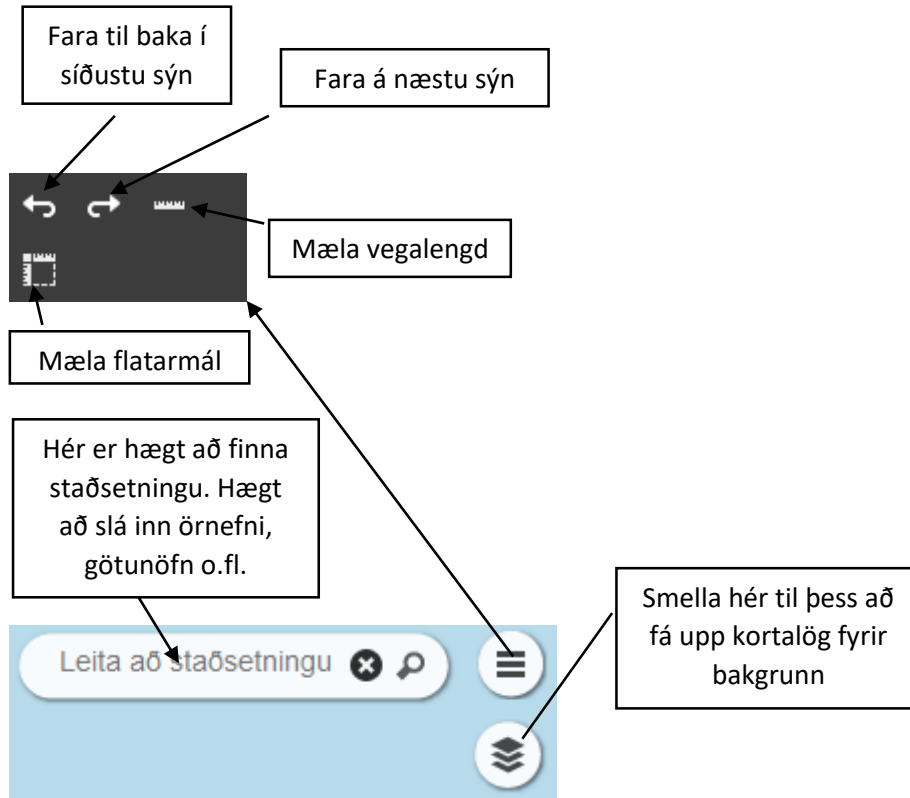 Fara til baka í
síðustu sýn
Fara á næstu sýn
Mæla vegalengd
Mæla flatarmál
Hér er hægt að finna
staðsetningu. Hægt
að slá inn örnefni,
götunöfn o.fl.
Smella hér til þess að
fá upp kortalög fyrir
bakgrunn
Leita að staðsetningu